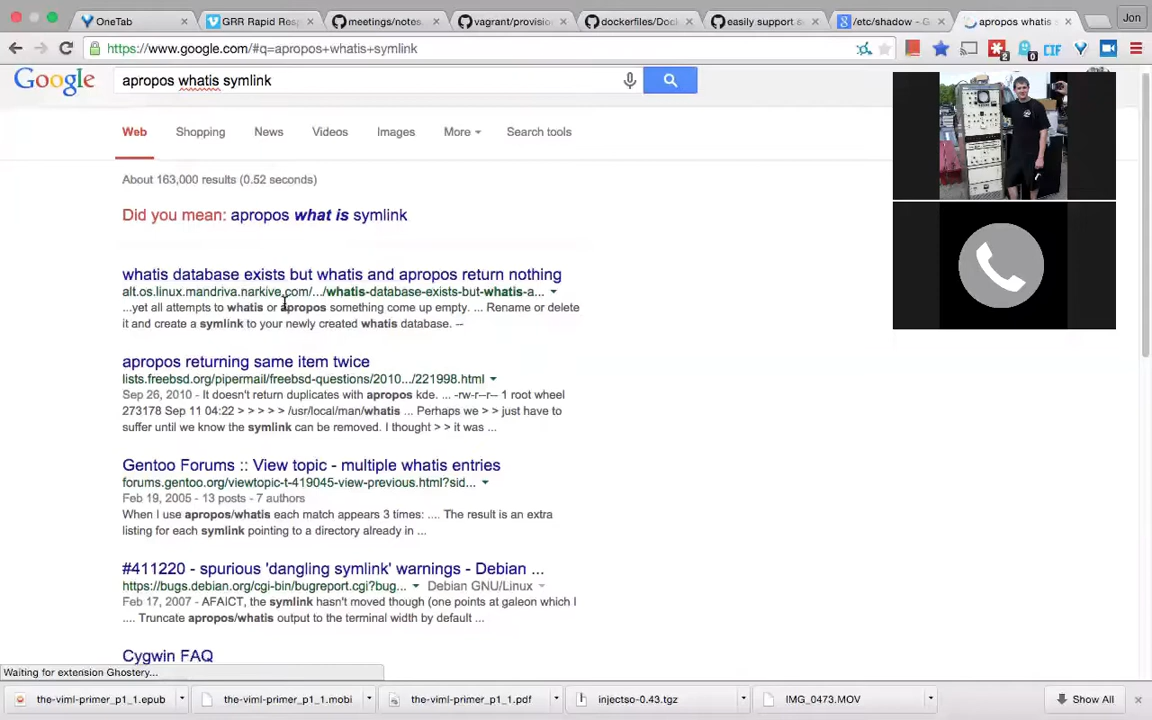 OneTab
GRR Rapid Res
meetings/notes
vagrant/provision
dockerfiles/Doc
easily support s
/etc/shadow - G
apropos whatis s
Jon
https://www.google.com/#q=apropos+whatis+symlink
2
0
CIF
Google
apropos whatis symlink
Web
Shopping
News
Videos
Images
More
Search tools
About 163,000 results (0.52 seconds)
Did you mean: apropos what is symlink
whatis database exists but whatis and apropos return nothing
alt.os.linux.mandriva.narkive.com/.../whatis-database-exists-but-whatis-a...
...yet all attempts to whatis or apropos something come up empty. ... Rename or delete
it and create a symlink to your newly created whatis database. --
apropos returning same item twice
lists.freebsd.org/pipermail/freebsd-questions/2010.../221998.html
Sep 26, 2010 - It doesn't return duplicates with apropos kde. ... -rw-r--r-- 1 root wheel
273178 Sep 11 04:22 > > > > > /usr/local/man/whatis ... Perhaps we > > just have to
suffer until we know the symlink can be removed. I thought > > it was ...
Gentoo Forums :: View topic - multiple whatis entries
forums.gentoo.org/viewtopic-t-419045-view-previous.html?sid...
Feb 19, 2005 - 13 posts - 7 authors
When I use apropos/whatis each match appears 3 times: .... The result is an extra
listing for each symlink pointing to a directory already in ...
#411220 - spurious 'dangling symlink' warnings - Debian ...
https://bugs.debian.org/cgi-bin/bugreport.cgi?bug...
Debian GNU/Linux
Feb 17, 2007 - AFAICT, the symlink hasn't moved though (one points at galeon which I
.... Truncate apropos/whatis output to the terminal width by default ...
Cygwin FAQ
Waiting for extension Ghostery...
the-viml-primer_p1_1.epub
the-viml-primer_p1_1.mobi
the-viml-primer_p1_1.pdf
injectso-0.43.tgz
IMG_0473.MOV
Show All